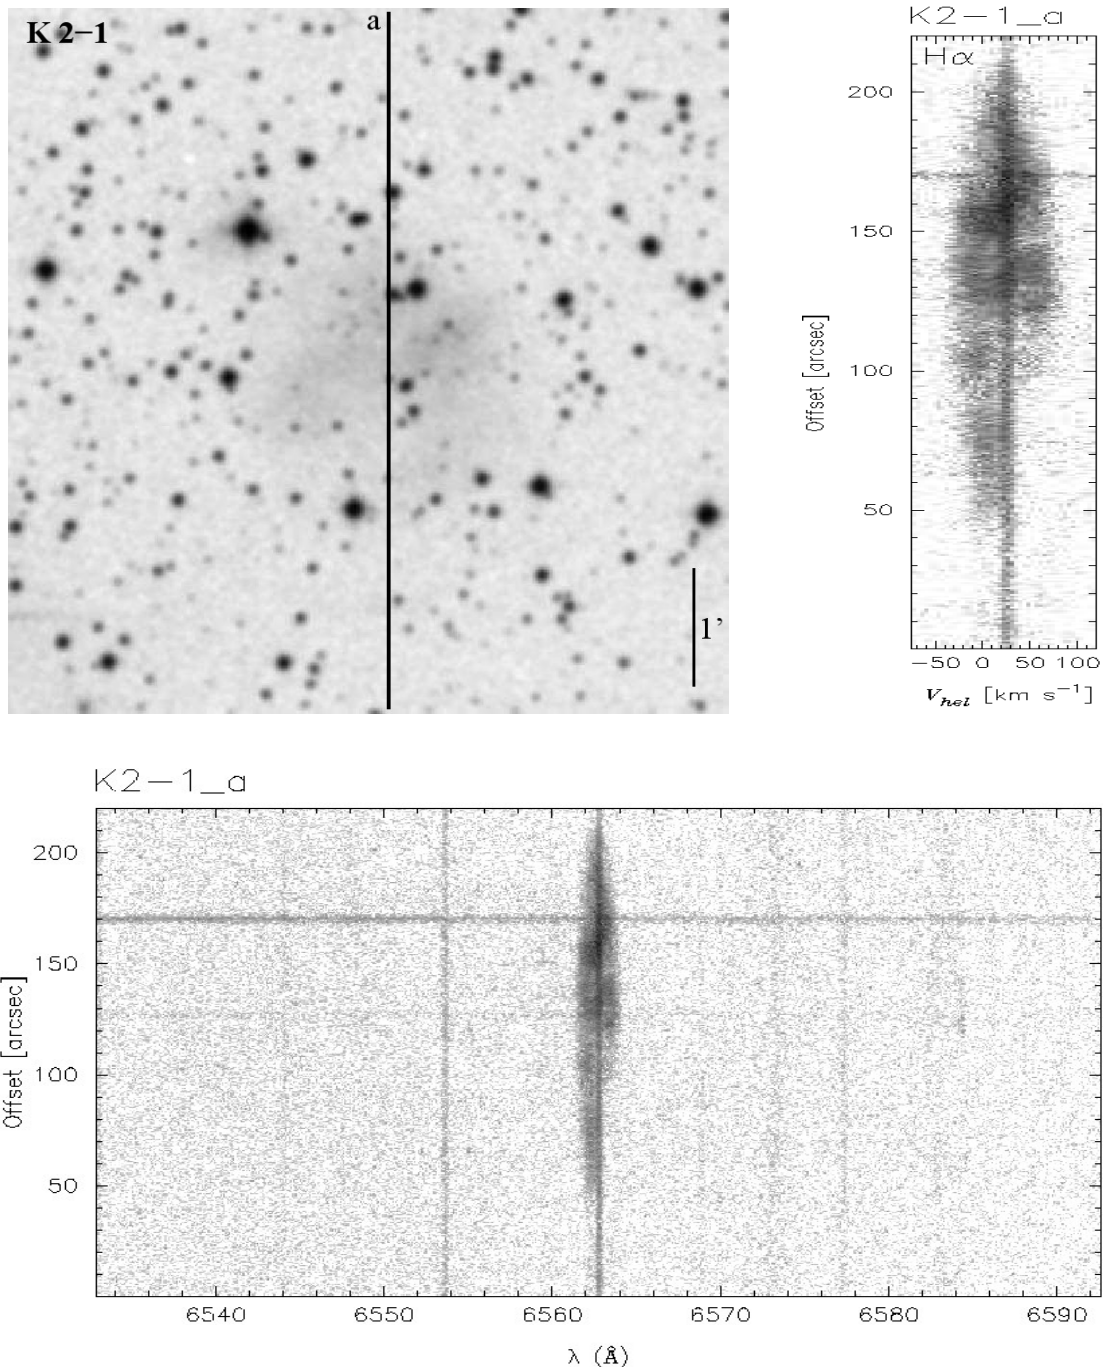 K 2−1
a
1’
K2−1_a
Hα
200
150
100
50
Offset [arcsec]
−50 0 50 100
V_hel [km s⁻¹]
K2−1_a
200
150
100
50
Offset [arcsec]
6540 6550 6560 6570 6580 6590
λ (Å)